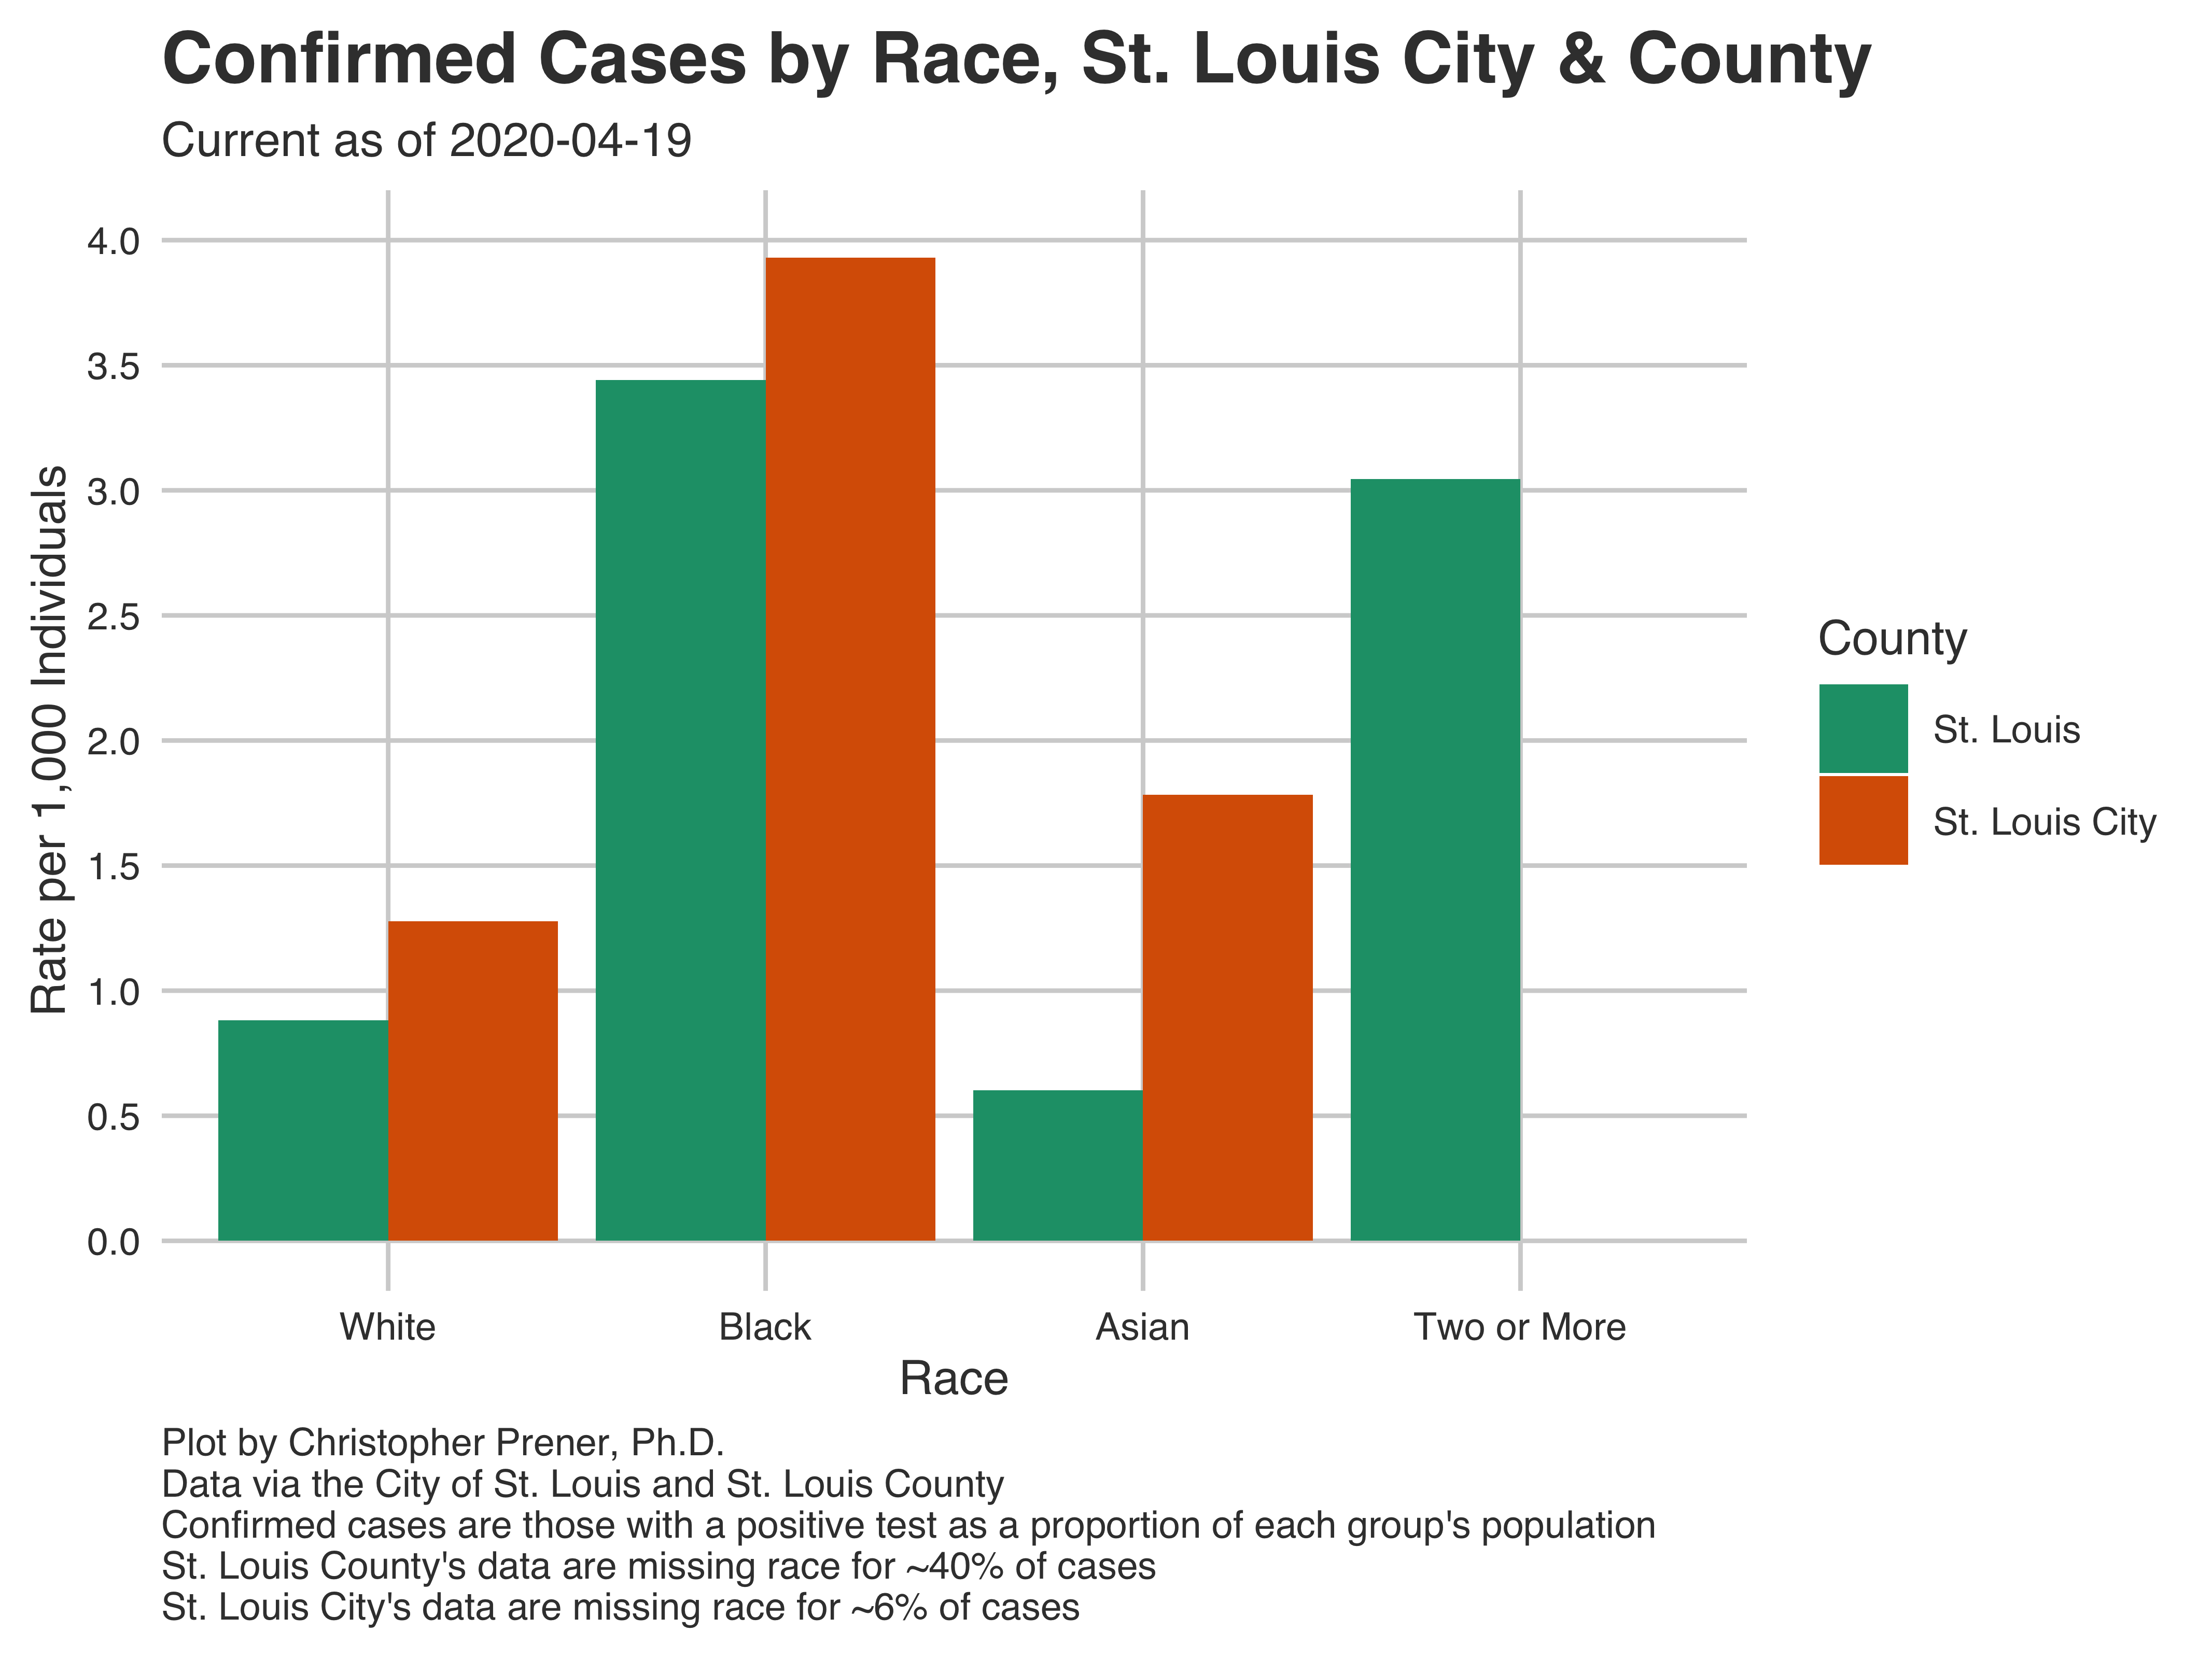 Confirmed Cases by Race, St. Louis City & County
Current as of 2020-04-19
4.0
3.5
3.0
2.5
2.0
1.5
1.0
0.5
0.0
Rate per 1,000 Individuals
White
Black
Asian
Two or More
Race
County
St. Louis
St. Louis City
Plot by Christopher Prener, Ph.D.
Data via the City of St. Louis and St. Louis County
Confirmed cases are those with a positive test as a proportion of each group's population
St. Louis County's data are missing race for ~40% of cases
St. Louis City's data are missing race for ~6% of cases